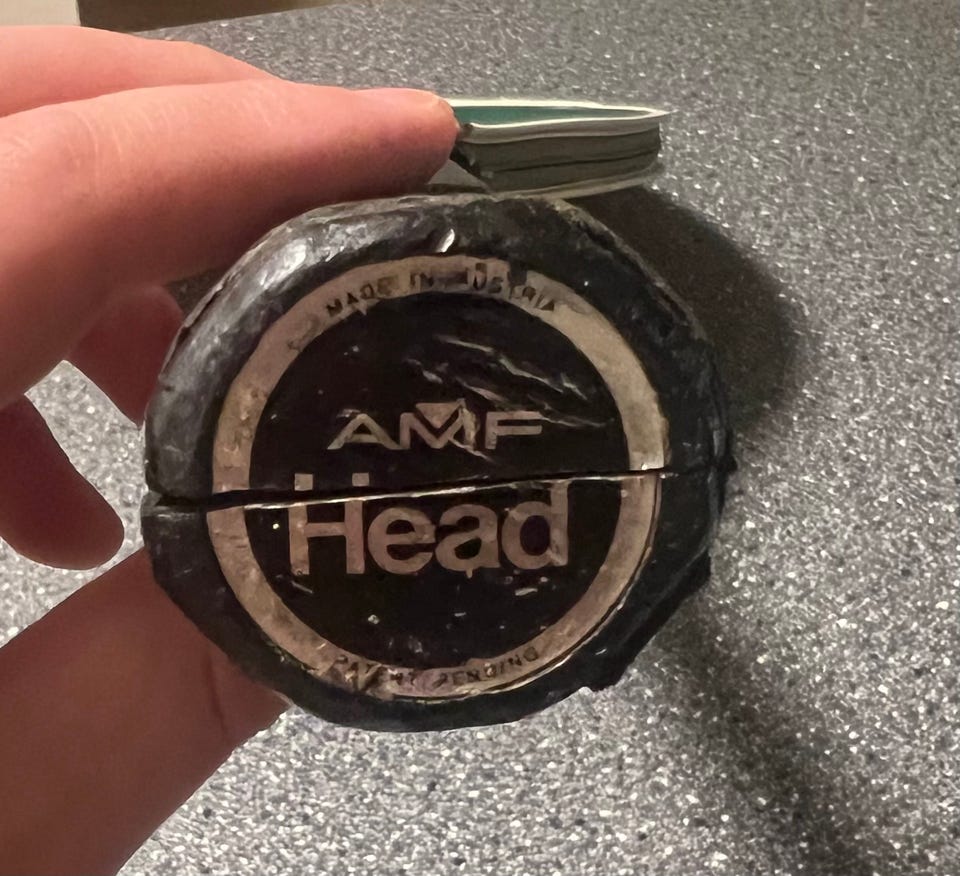 MADE IN AUSTRIA
AMF
Head
PATENT PENDING